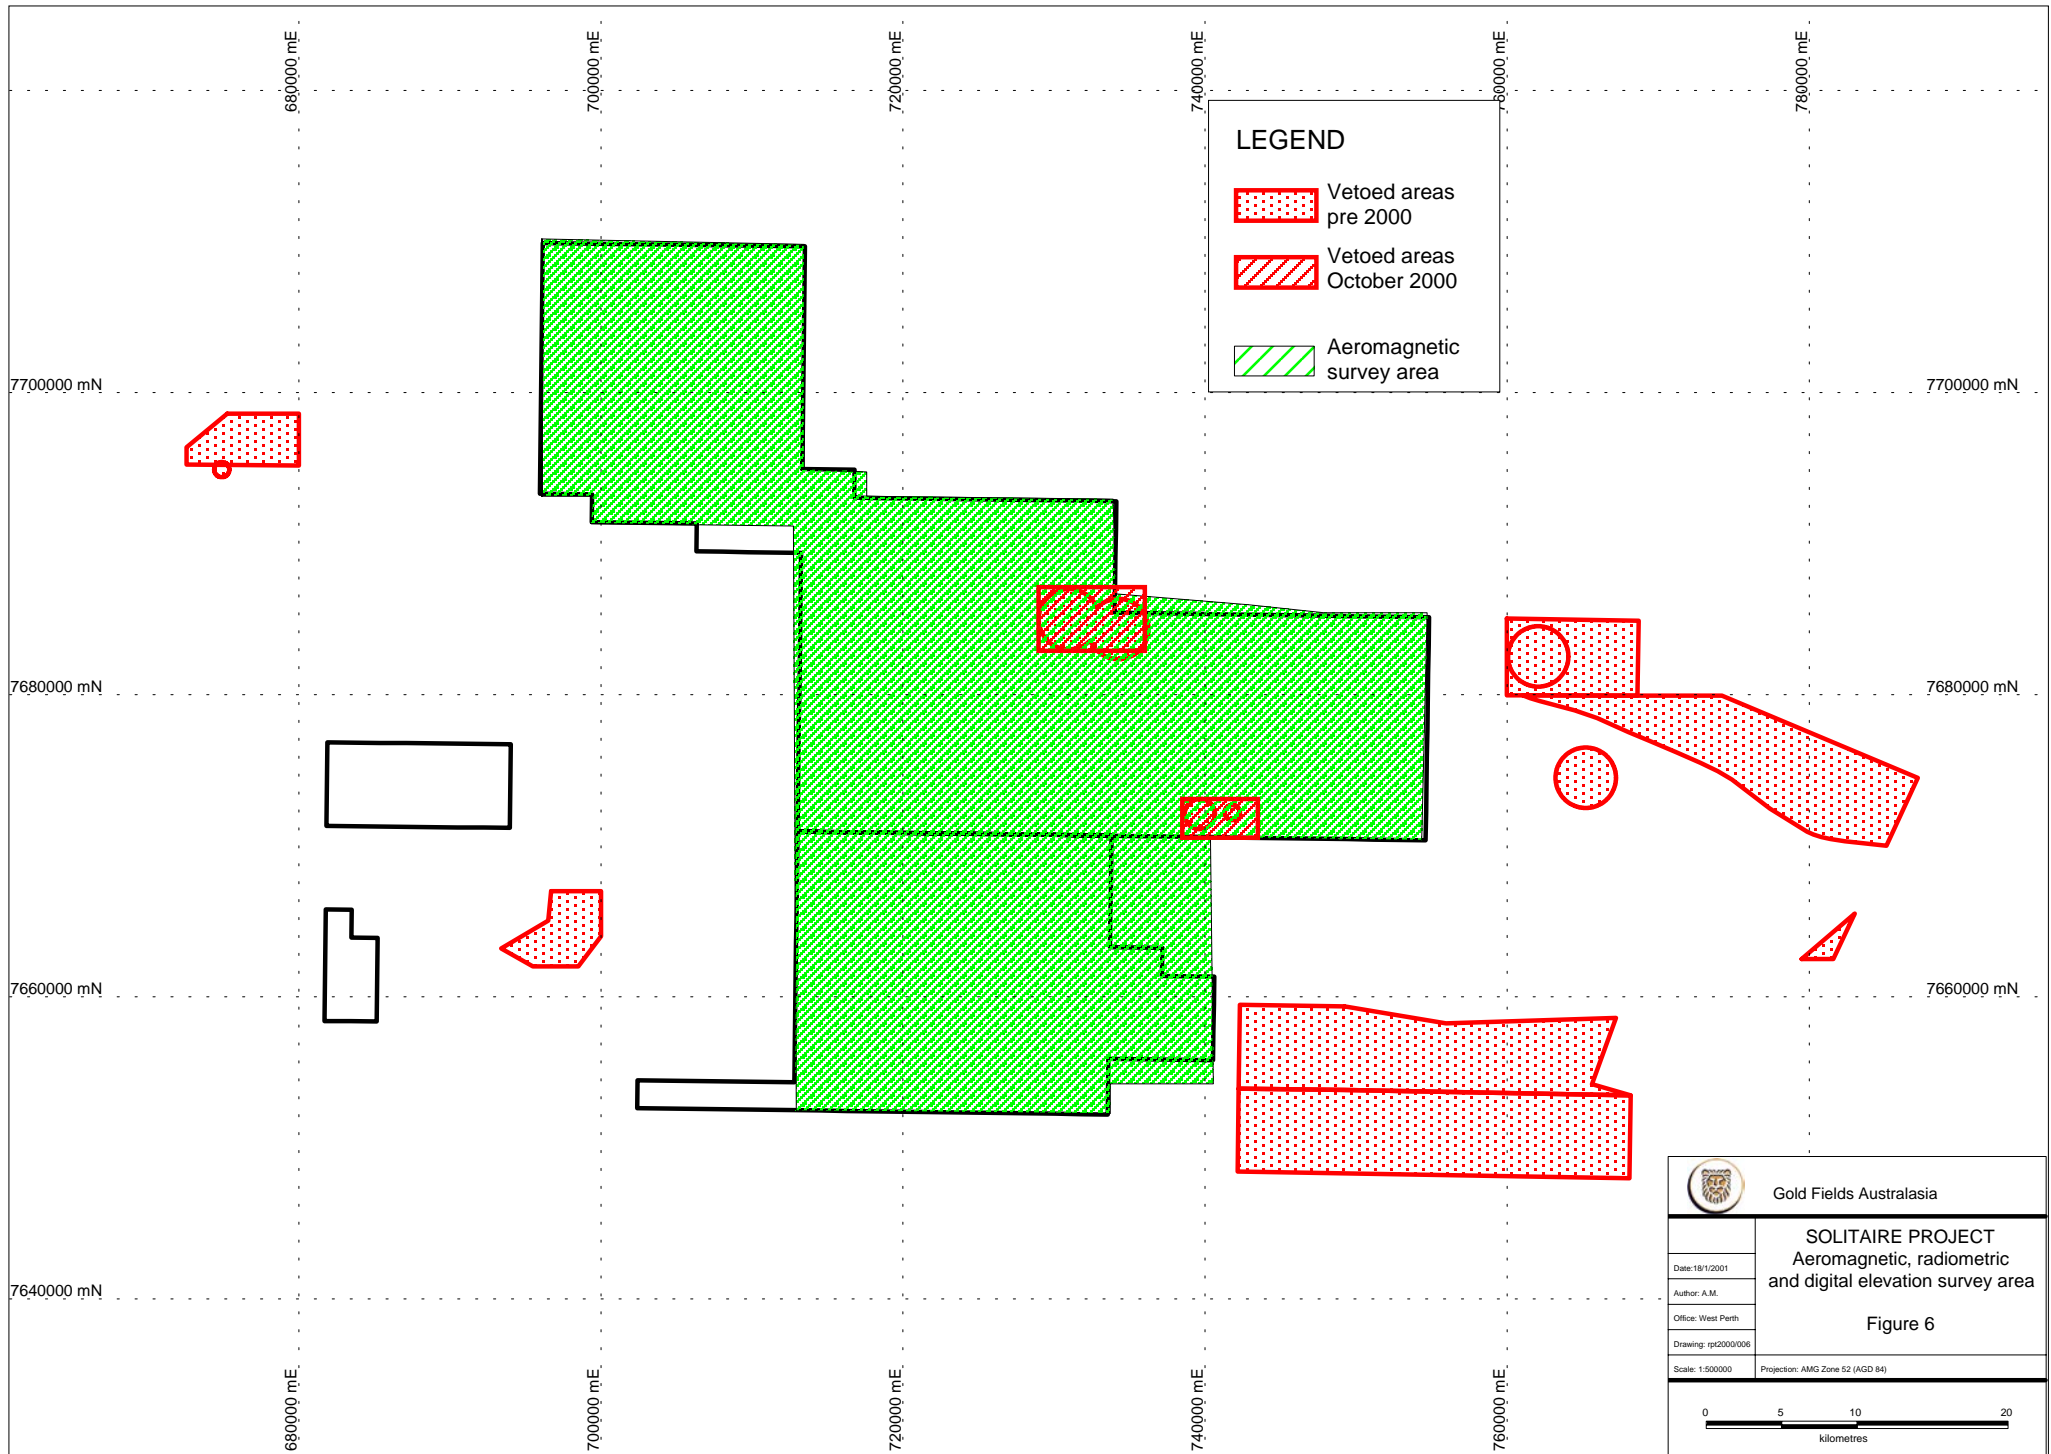 680000 mE
700000 mE
720000 mE
740000 mE
760000 mE
780000 mE
LEGEND
Vetoed areas
pre 2000
Vetoed areas
October 2000
Aeromagnetic
survey area
7700000 mN
7700000 mN
7680000 mN
7680000 mN
7660000 mN
7660000 mN
7640000 mN
680000 mE
700000 mE
720000 mE
740000 mE
760000 mE
Gold Fields Australasia
SOLITAIRE PROJECT
Aeromagnetic, radiometric
and digital elevation survey area
Figure 6
Date:18/1/2001
Author: A.M.
Office: West Perth
Drawing: rpt2000/006
Scale: 1:500000
Projection: AMG Zone 52 (AGD 84)
0 5 10 20
kilometres